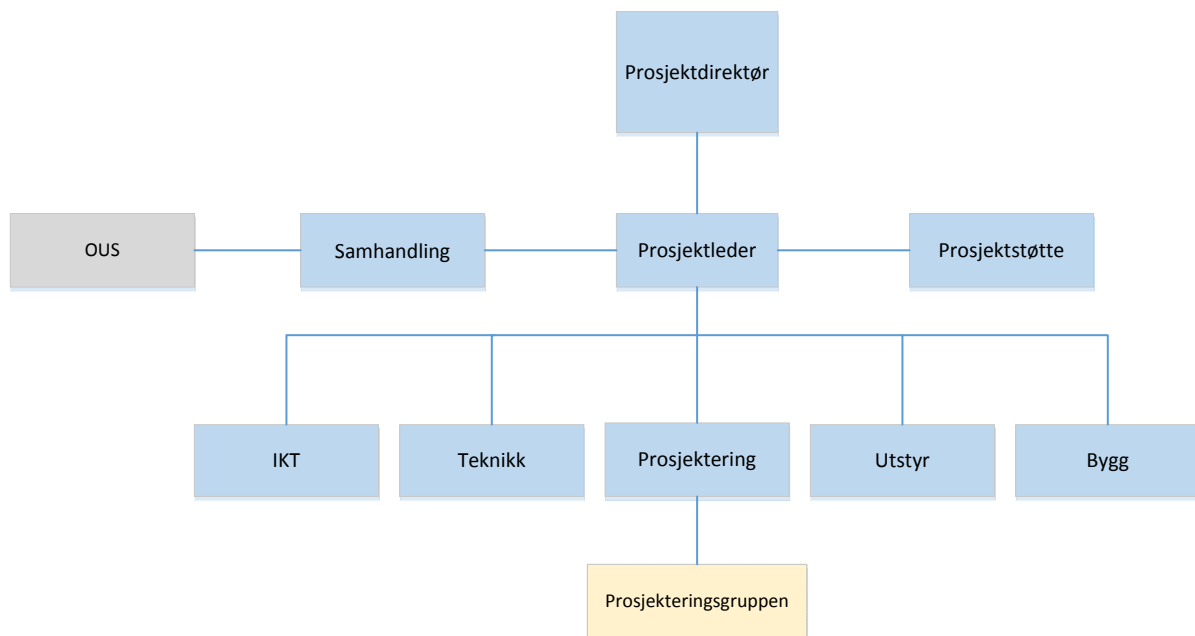 Prosjektdirektør
OUS
Samhandling
Prosjektleder
Prosjektstøtte
IKT
Teknikk
Prosjektering
Utstyr
Bygg
Prosjekteringsgruppen